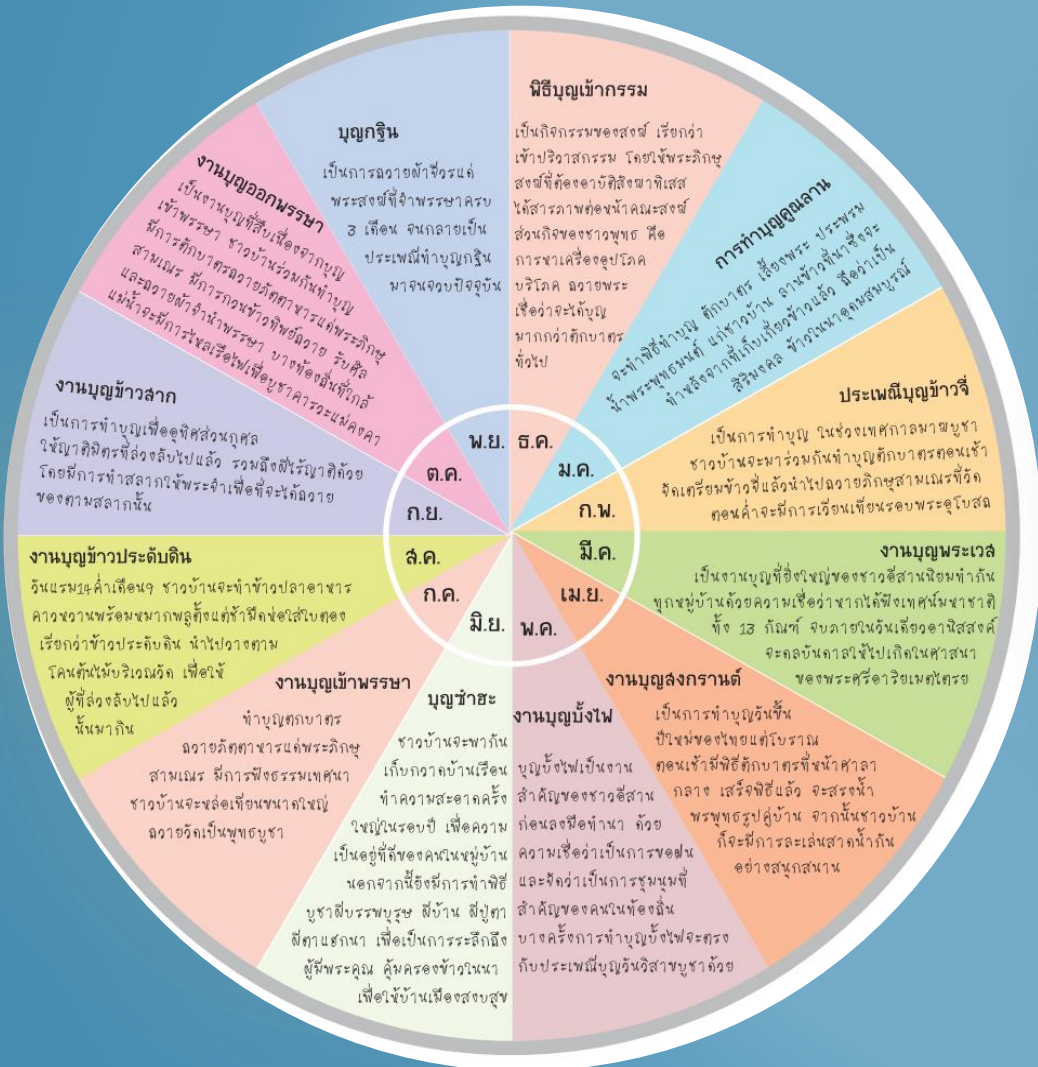 พิธีบุญเข้ากรรม
เป็นกิจกรรมของสงฆ์ เรียกว่า
เข้าปริวาสกรรม โดยให้พระภิกษุ
สงฆ์ที่ต้องอาบัติสังฆาทิเสส
ได้สารภาพต่อหน้าคณะสงฆ์
ส่วนกิจของชาวพุทธ คือ
การหาเครื่องอุปโภค
บริโภค ถวายพระ
เชื่อว่าจะได้บุญ
มากกว่าตักบาตร
ทั่วไป
ธ.ค.
การทำบุญคูณลาน
จะทำพิธีทำบุญ ตักบาตร เลี้ยงพระ ประพรม
น้ำพระพุทธมนต์ แก่ชาวบ้าน ลานข้าวที่นาซึ่งจะ
ทำหลังจากที่เก็บเกี่ยวข้าวแล้ว ถือว่าเป็น
สิริมงคล ข้าวในนาอุดมสมบูรณ์
ม.ค.
ประเพณีบุญข้าวจี่
เป็นการทำบุญ ในช่วงเทศกาลมาฆบูชา
ชาวบ้านจะมาร่วมกันทำบุญตักบาตรตอนเช้า
จัดเตรียมข้าวจี่แล้วนำไปถวายภิกษุสามเณรที่วัด
ตอนค่ำจะมีการเวียนเทียนรอบพระอุโบสถ
ก.พ.
งานบุญพระเวส
เป็นงานบุญที่ยิ่งใหญ่ของชาวอีสานนิยมทำกัน
ทุกหมู่บ้านด้วยความเชื่อว่าหากได้ฟังเทศน์มหาชาติ
ทั้ง 13 กัณฑ์ จบภายในวันเดียวอานิสสงค์
จะดลบันดาลให้ไปเกิดในศาสนา
ของพระศรีอาริยเมตไตรย
มี.ค.
งานบุญสงกรานต์
เป็นการทำบุญวันขึ้น
ปีใหม่ของไทยแต่โบราณ
ตอนเช้ามีพิธีตักบาตรที่หน้าศาลา
กลาง เสร็จพิธีแล้ว จะสรงน้ำ
พรพุทธรูปคู่บ้าน จากนั้นชาวบ้าน
ก็จะมีการละเล่นสาดน้ำกัน
อย่างสนุกสนาน
เม.ย.
งานบุญบั้งไฟ
บุญบั้งไฟเป็นงาน
สำคัญของชาวอีสาน
ก่อนลงมือทำนา ด้วย
ความเชื่อว่าเป็นการขอฝน
และจัดว่าเป็นการชุมนุมที่
สำคัญของคนในท้องถิ่น
บางครั้งการทำบุญบั้งไฟจะตรง
กับประเพณีบุญวันวิสาขบูชาด้วย
พ.ค.
บุญซำฮะ
ชาวบ้านจะพากัน
เก็บกวาดบ้านเรือน
ทำความสะอาดครั้ง
ใหญ่ในรอบปี เพื่อความ
เป็นอยู่ที่ดีของคนในหมู่บ้าน
นอกจากนี้ยังมีการทำพิธี
บูชาผีบรรพบุรุษ ผีบ้าน ผีปู่ตา
ผีตาแฮกนา เพื่อเป็นการระลึกถึง
ผู้มีพระคุณ คุ้มครองข้าวในนา
เพื่อให้บ้านเมืองสงบสุข
มิ.ย.
งานบุญเข้าพรรษา
ทำบุญตกบาตร
ถวายภัตตาหารแด่พระภิกษุ
สามเณร มีการฟังธรรมเทศนา
ชาวบ้านจะหล่อเทียนขนาดใหญ่
ถวายวัดเป็นพุทธบูชา
ก.ค.
งานบุญข้าวประดับดิน
วันแรม14ค่ำเดือน9 ชาวบ้านจะทำข้าวปลาอาหาร
คาวหวานพร้อมหมากพลูตั้งแต่เช้ามืดห่อใส่ใบตอง
เรียกว่าข้าวประดับดิน นำไปวางตาม
โคนต้นไม้บริเวณวัด เพื่อให้
ผู้ที่ล่วงลับไปแล้ว
นั้นมากิน
ส.ค.
งานบุญข้าวสาก
เป็นการทำบุญเพื่ออุทิศส่วนกุศล
ให้ญาติมิตรที่ล่วงลับไปแล้ว รวมถึงผีไร้ญาติด้วย
โดยมีการทำสลากให้พระจำเพื่อที่จะได้ถวาย
ของตามสลากนั้น
ก.ย.
งานบุญออกพรรษา
เป็นงานบุญที่สืบเนื่องจากบุญ
เข้าพรรษา ชาวบ้านร่วมกันทำบุญ
มีการตักบาตรถวายภัตตาหารแด่พระภิกษุ
สามเณร มีการกวนข้าวทิพย์ถวาย รับศีล
และถวายผ้าจำนำพรรษา บางท้องถิ่นที่ใกล้
แม่น้ำจะมีการไหลเรือไฟเพื่อบูชาคารวะแม่คงคา
ต.ค.
บุญกฐิน
เป็นการถวายผ้าจีวรแด่
พระสงฆ์ที่จำพรรษาครบ
3 เดือน จนกลายเป็น
ประเพณีทำบุญกฐิน
มาจนจวบปัจจุบัน
พ.ย.